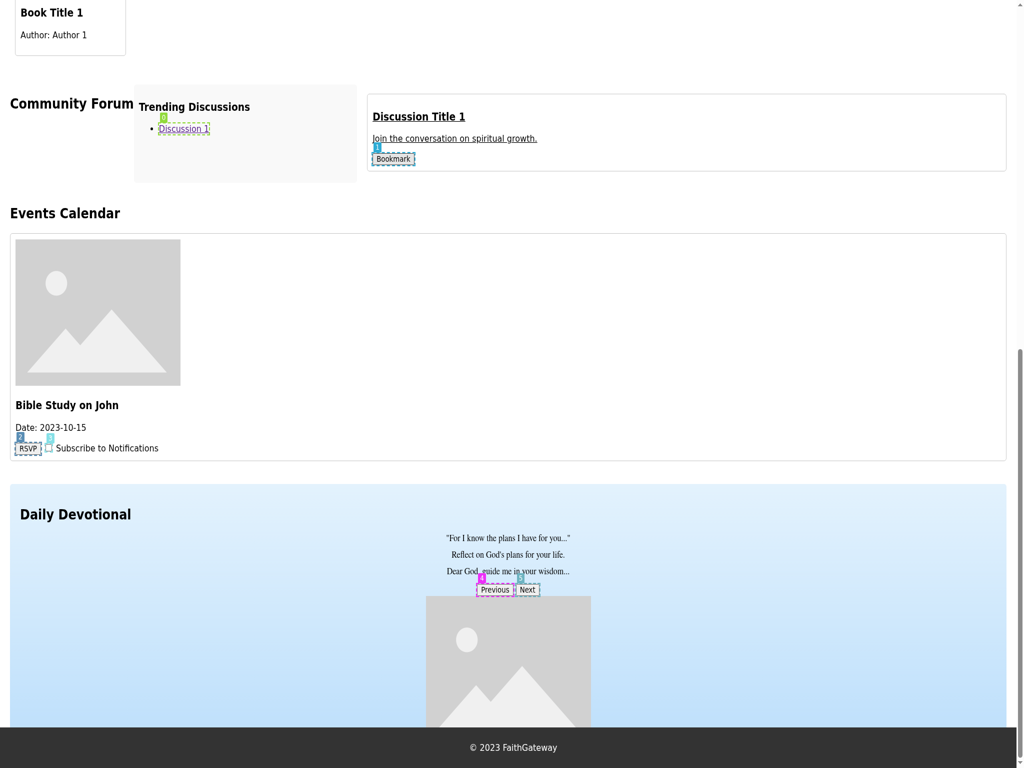 Book Title 1
Author: Author 1
Community Forum
Trending Discussions
0
Discussion 1
Discussion Title 1
Join the conversation on spiritual growth.
1
Bookmark
Events Calendar
Bible Study on John
Date: 2023-10-15
2 3
RSVP Subscribe to Notifications
Daily Devotional
"For I know the plans I have for you..."
Reflect on God's plans for your life.
Dear God, guide me in your wisdom...
4 5
Previous Next
© 2023 FaithGateway